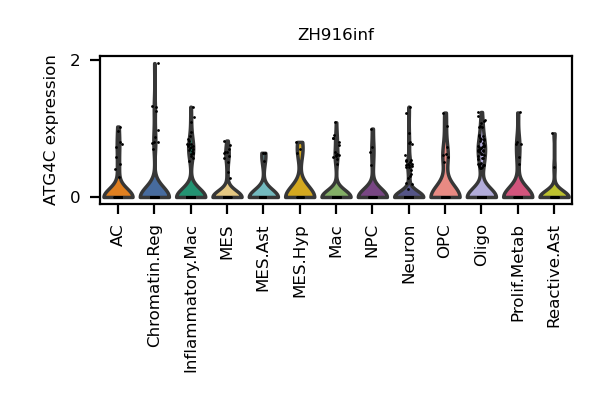 ZH916inf
ATG4C expression
2
0
AC
Chromatin.Reg
Inflammatory.Mac
MES
MES.Ast
MES.Hyp
Mac
NPC
Neuron
OPC
Oligo
Prolif.Metab
Reactive.Ast